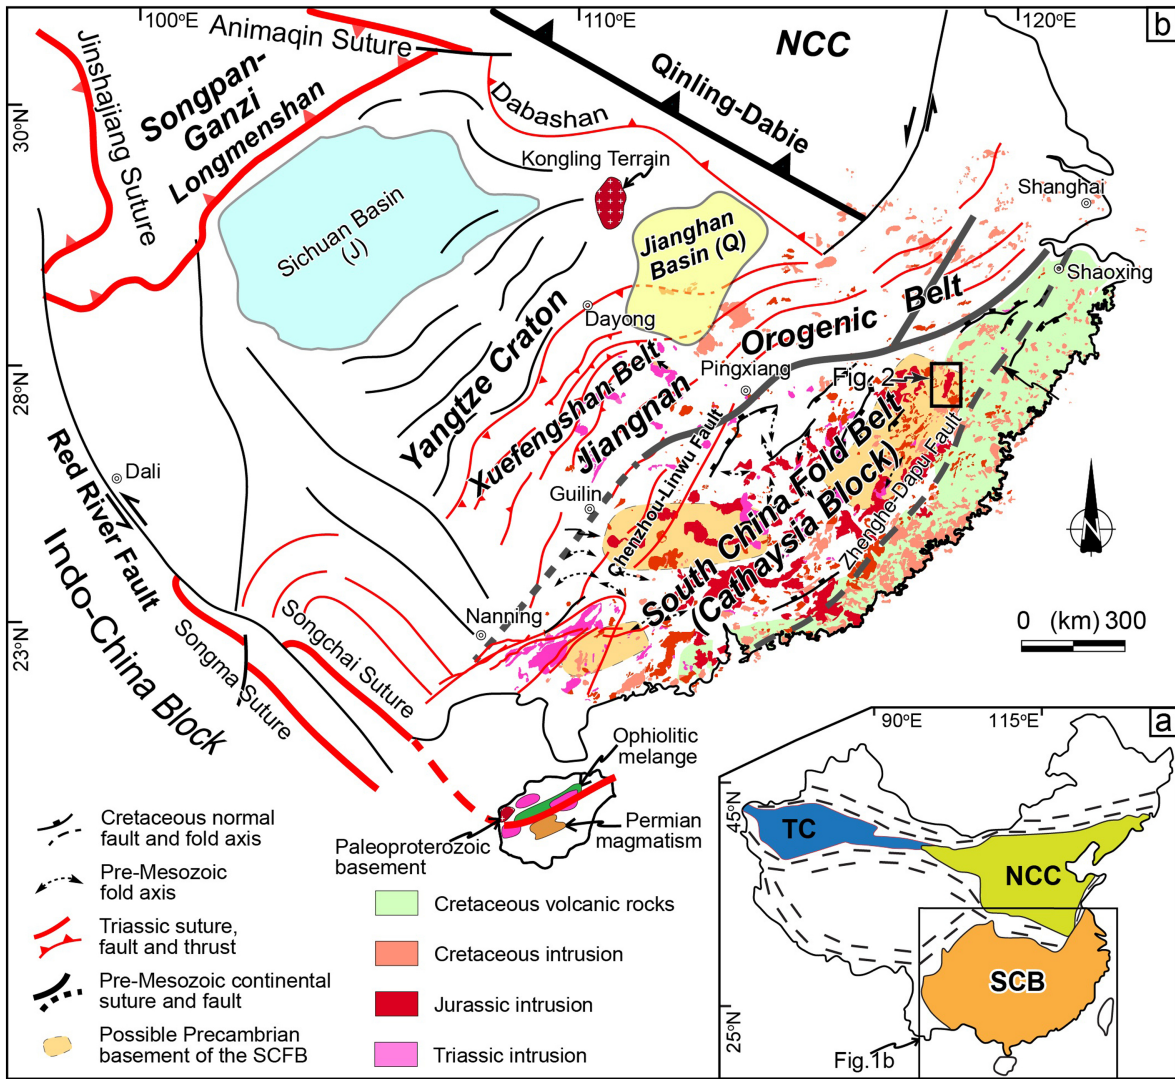 100°E
110°E
120°E
b
Animaqin Suture
NCC
Jinshajiang Suture
Songpan-
Ganzi
Longmenshan
Qinling-Dabie
Dabashan
30°N
Kongling Terrain
Shanghai
Sichuan Basin
(J)
Jianghan
Basin (Q)
Shaoxing
Dayong
Orogenic Belt
Yangtze Craton
Pingxiang
Fig. 2
28°N
Xuefengshan Belt
Jiangnan
Chenzhou-Linwu Fault
South China Fold Belt
(Cathaysia Block)
Zhenghe-Dapu Fault
Dali
Guilin
Red River Fault
Indo-China Block
N
0 (km) 300
23°N
Nanning
Songchai Suture
Songma Suture
Ophiolitic
melange
Paleoproterozoic
basement
Permian
magmatism
Cretaceous normal
fault and fold axis
Pre-Mesozoic
fold axis
Triassic suture,
fault and thrust
Pre-Mesozoic continental
suture and fault
Possible Precambrian
basement of the SCFB
Cretaceous volcanic rocks
Cretaceous intrusion
Jurassic intrusion
Triassic intrusion
90°E
115°E
a
45°N
TC
NCC
SCB
25°N
Fig.1b